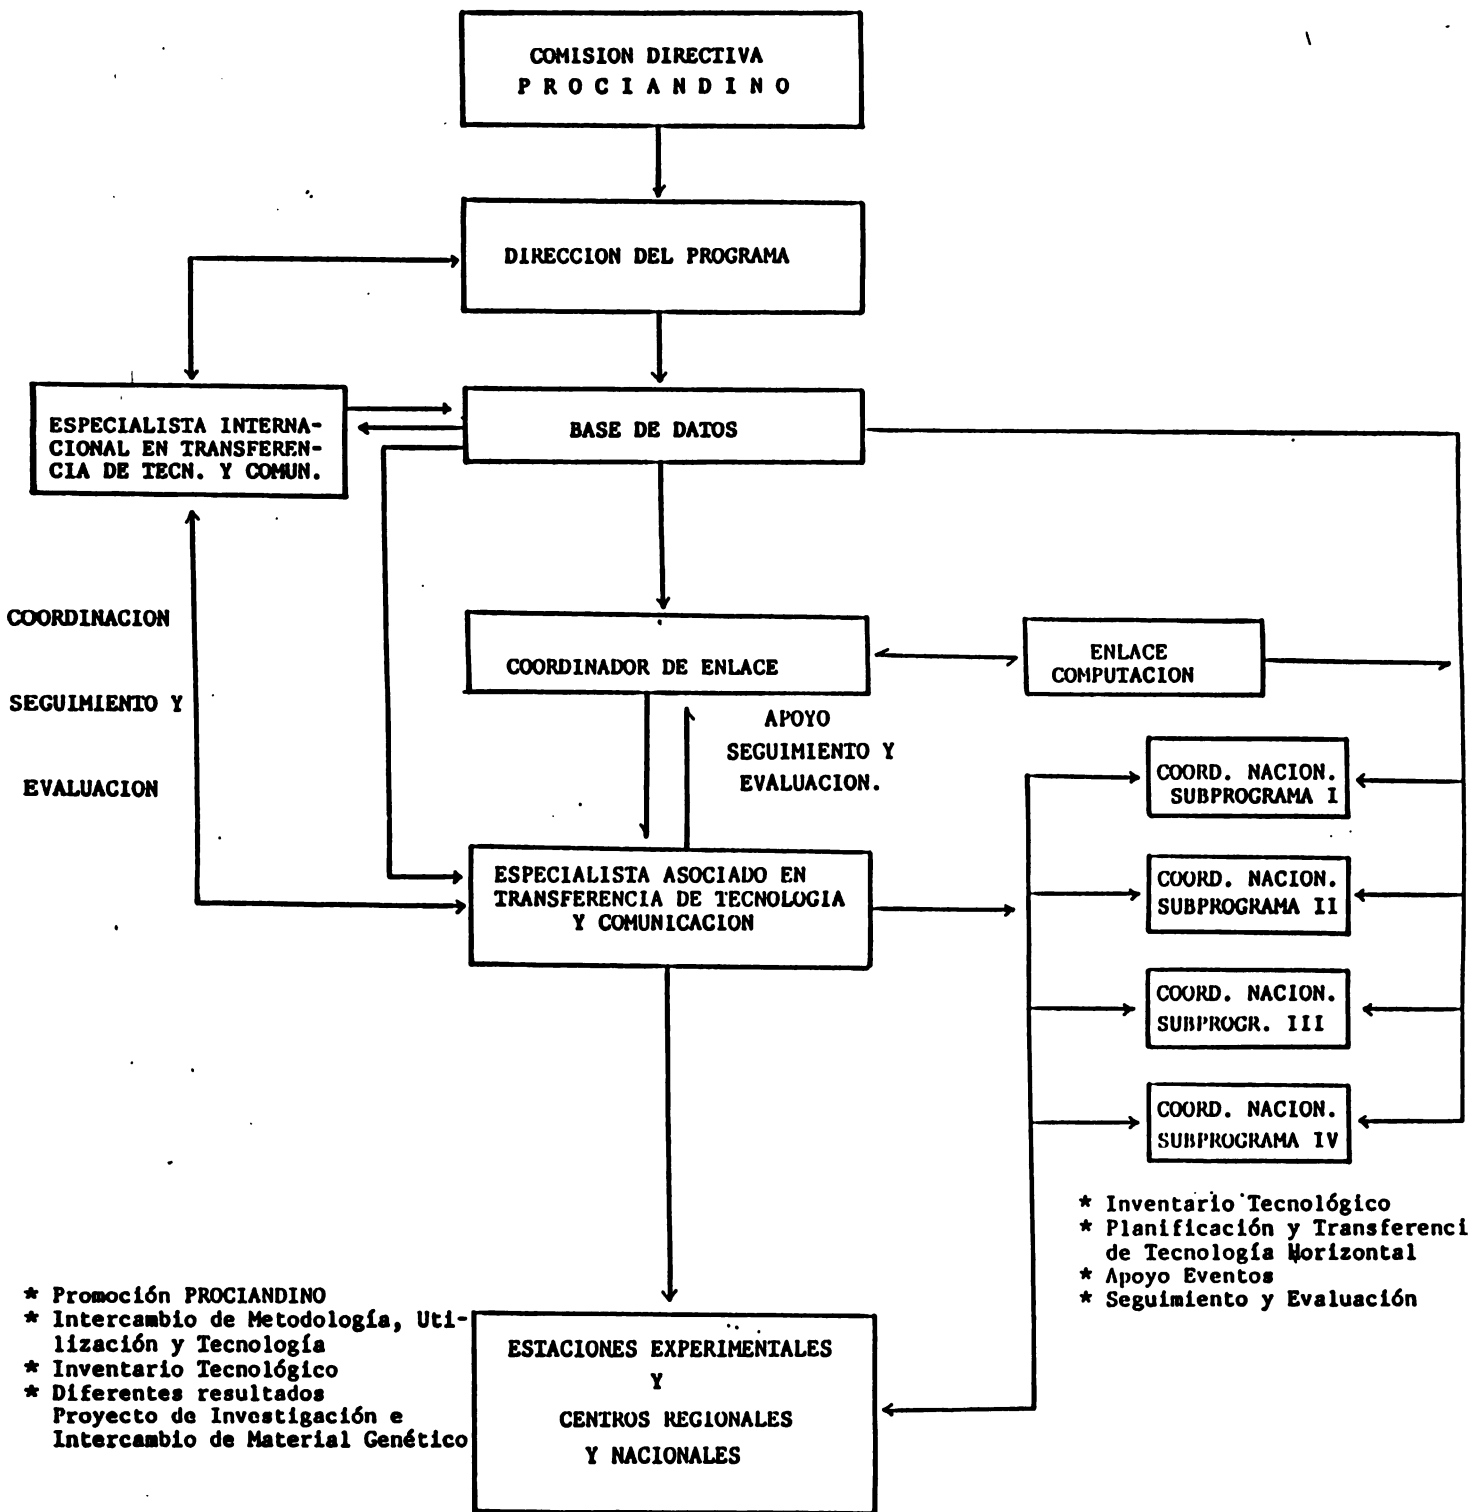 COMISION DIRECTIVA
P R O C I A N D I N O
DIRECCION DEL PROGRAMA
ESPECIALISTA INTERNA-
CIONAL EN TRANSFEREN-
CIA DE TECN. Y COMUN.
BASE DE DATOS
COORDINACION
SEGUIMIENTO Y
EVALUACION
COORDINADOR DE ENLACE
ENLACE
COMPUTACION
APOYO
SEGUIMIENTO Y
EVALUACION.
COORD. NACION.
SUBPROGRAMA I
ESPECIALISTA ASOCIADO EN
TRANSFERENCIA DE TECNOLOGIA
Y COMUNICACION
COORD. NACION.
SUBPROGRAMA II
COORD. NACION.
SUBPROGR. III
COORD. NACION.
SUBPROGRAMA IV
* Inventario Tecnológico
* Planificación y Transferenci
de Tecnología Horizontal
* Apoyo Eventos
* Seguimiento y Evaluación
* Promoción PROCIANDINO
* Intercambio de Metodología, Uti-
lización y Tecnología
* Inventario Tecnológico
* Diferentes resultados
Proyecto de Investigación e
Intercambio de Material Genético
ESTACIONES EXPERIMENTALES
Y
CENTROS REGIONALES
Y NACIONALES